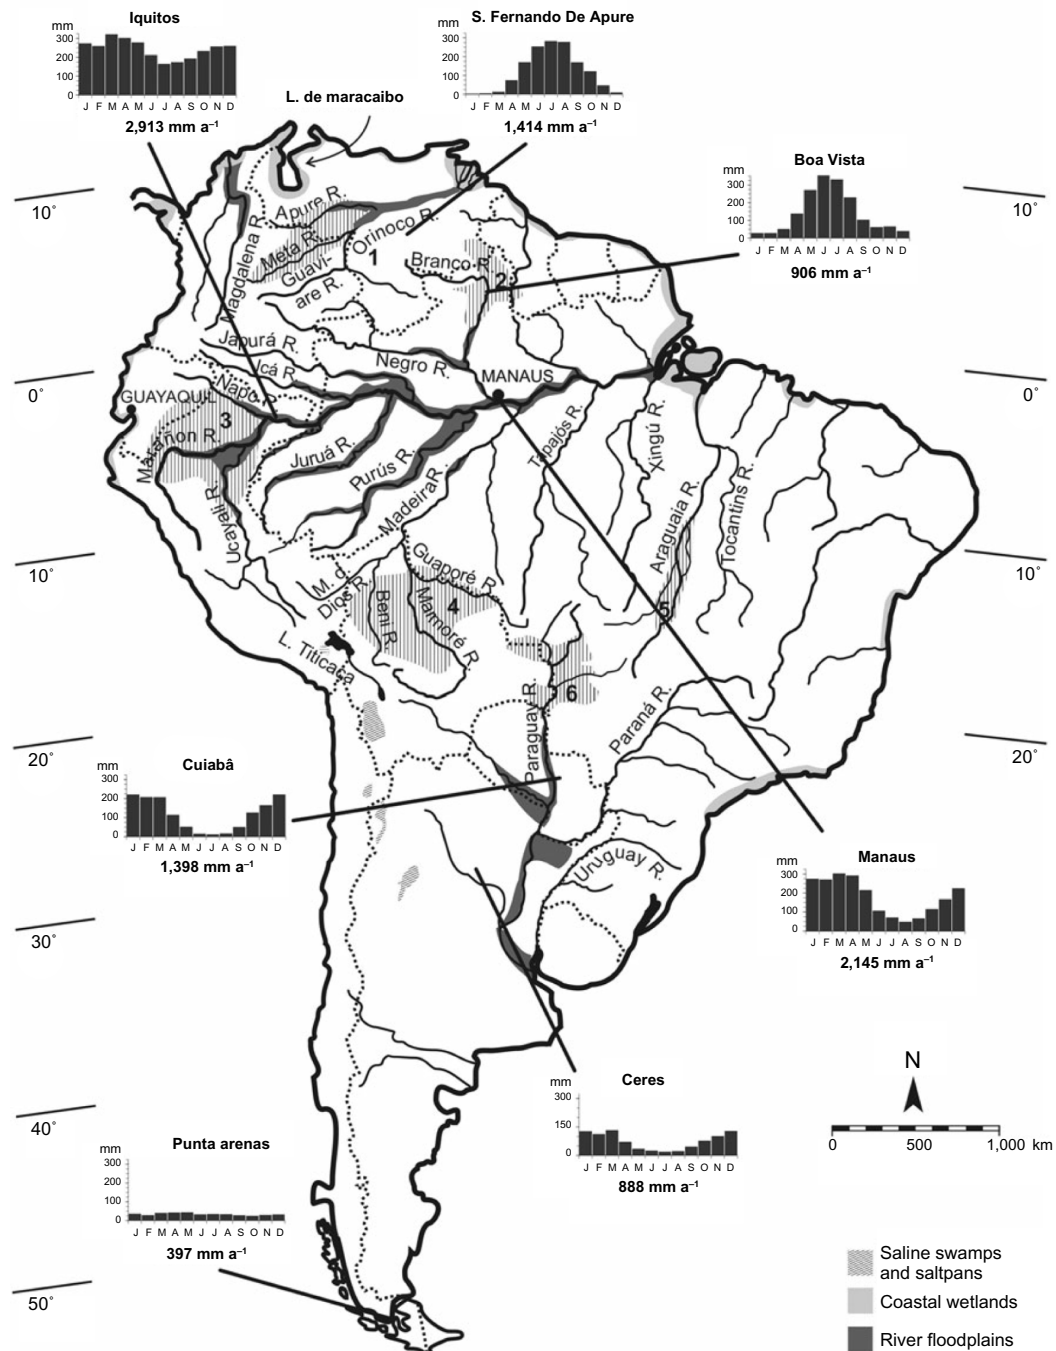 Iquitos
mm
300
200
100
0
J F M A M J J A S O N D
2,913 mm a⁻¹
S. Fernando De Apure
mm
300
200
100
0
J F M A M J J A S O N D
1,414 mm a⁻¹
L. de maracaibo
Boa Vista
mm
300
200
100
0
J F M A M J J A S O N D
906 mm a⁻¹
10°
10°
Apure R.
Magdalena R.
Meta R.
Orinoco R.
1
Guavi-
are R.
Branco R.
2
Japurá R.
Icá R.
Napo.
Negro R.
MANAUS
0°
0°
GUAYAQUIL
3
Marañon R.
Ucayali R.
Juruá R.
Purús R.
Madeira R.
Tapajós R.
Xingú R.
Araguaia R.
Tocantins R.
10°
10°
M. d.
Dios R.
Beni R.
Mamoré R.
Guaporé R.
4
5
L. Titicaca
6
Paraguay R.
Paraná R.
20°
20°
Cuiabâ
mm
300
200
100
0
J F M A M J J A S O N D
1,398 mm a⁻¹
Uruguay R.
Manaus
mm
300
200
100
0
J F M A M J J A S O N D
2,145 mm a⁻¹
30°
Ceres
mm
300
150
0
J F M A M J J A S O N D
888 mm a⁻¹
N
0 500 1,000 km
40°
Punta arenas
mm
300
200
100
0
J F M A M J J A S O N D
397 mm a⁻¹
50°
Saline swamps
and saltpans
Coastal wetlands
River floodplains